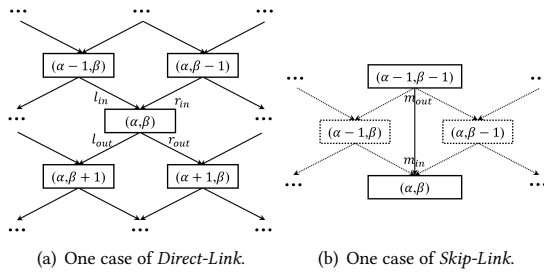 ... ... ...
(α − 1,β) (α,β − 1)
l_in r_in
... (α,β) ...
l_out r_out
(α,β + 1) (α + 1,β)
... ... ...
(a) One case of Direct-Link.
... (α − 1,β − 1) ...
m_out
(α − 1,β) (α,β − 1)
m_in
... (α,β) ...
(b) One case of Skip-Link.